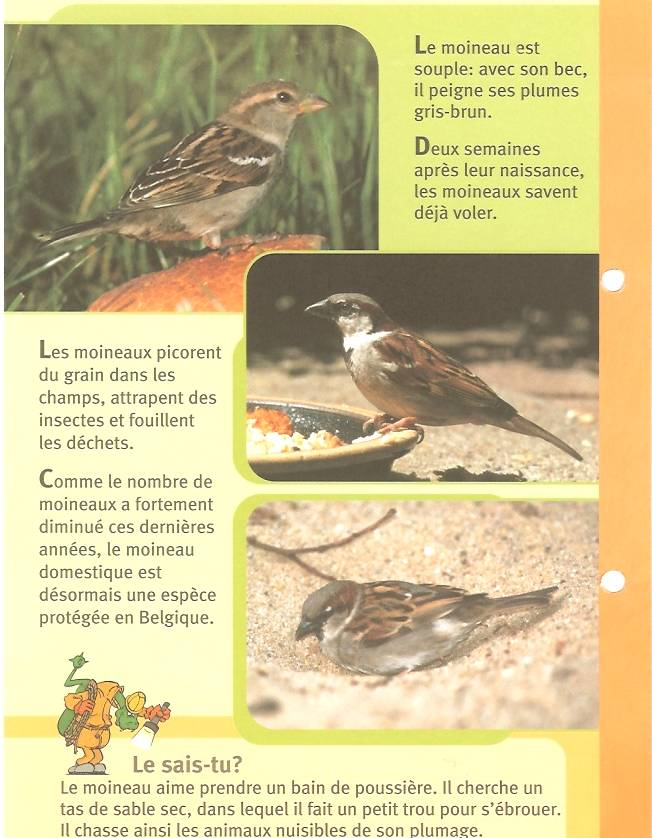 Le moineau est
souple: avec son bec,
il peigne ses plumes
gris-brun.
Deux semaines
après leur naissance,
les moineaux savent
déjà voler.
Les moineaux picorent
du grain dans les
champs, attrapent des
insectes et fouillent
les déchets.
Comme le nombre de
moineaux a fortement
diminué ces dernières
années, le moineau
domestique est
désormais une espèce
protégée en Belgique.
Le sais-tu?
Le moineau aime prendre un bain de poussière. Il cherche un
tas de sable sec, dans lequel il fait un petit trou pour s'ébrouer.
Il chasse ainsi les animaux nuisibles de son plumage.